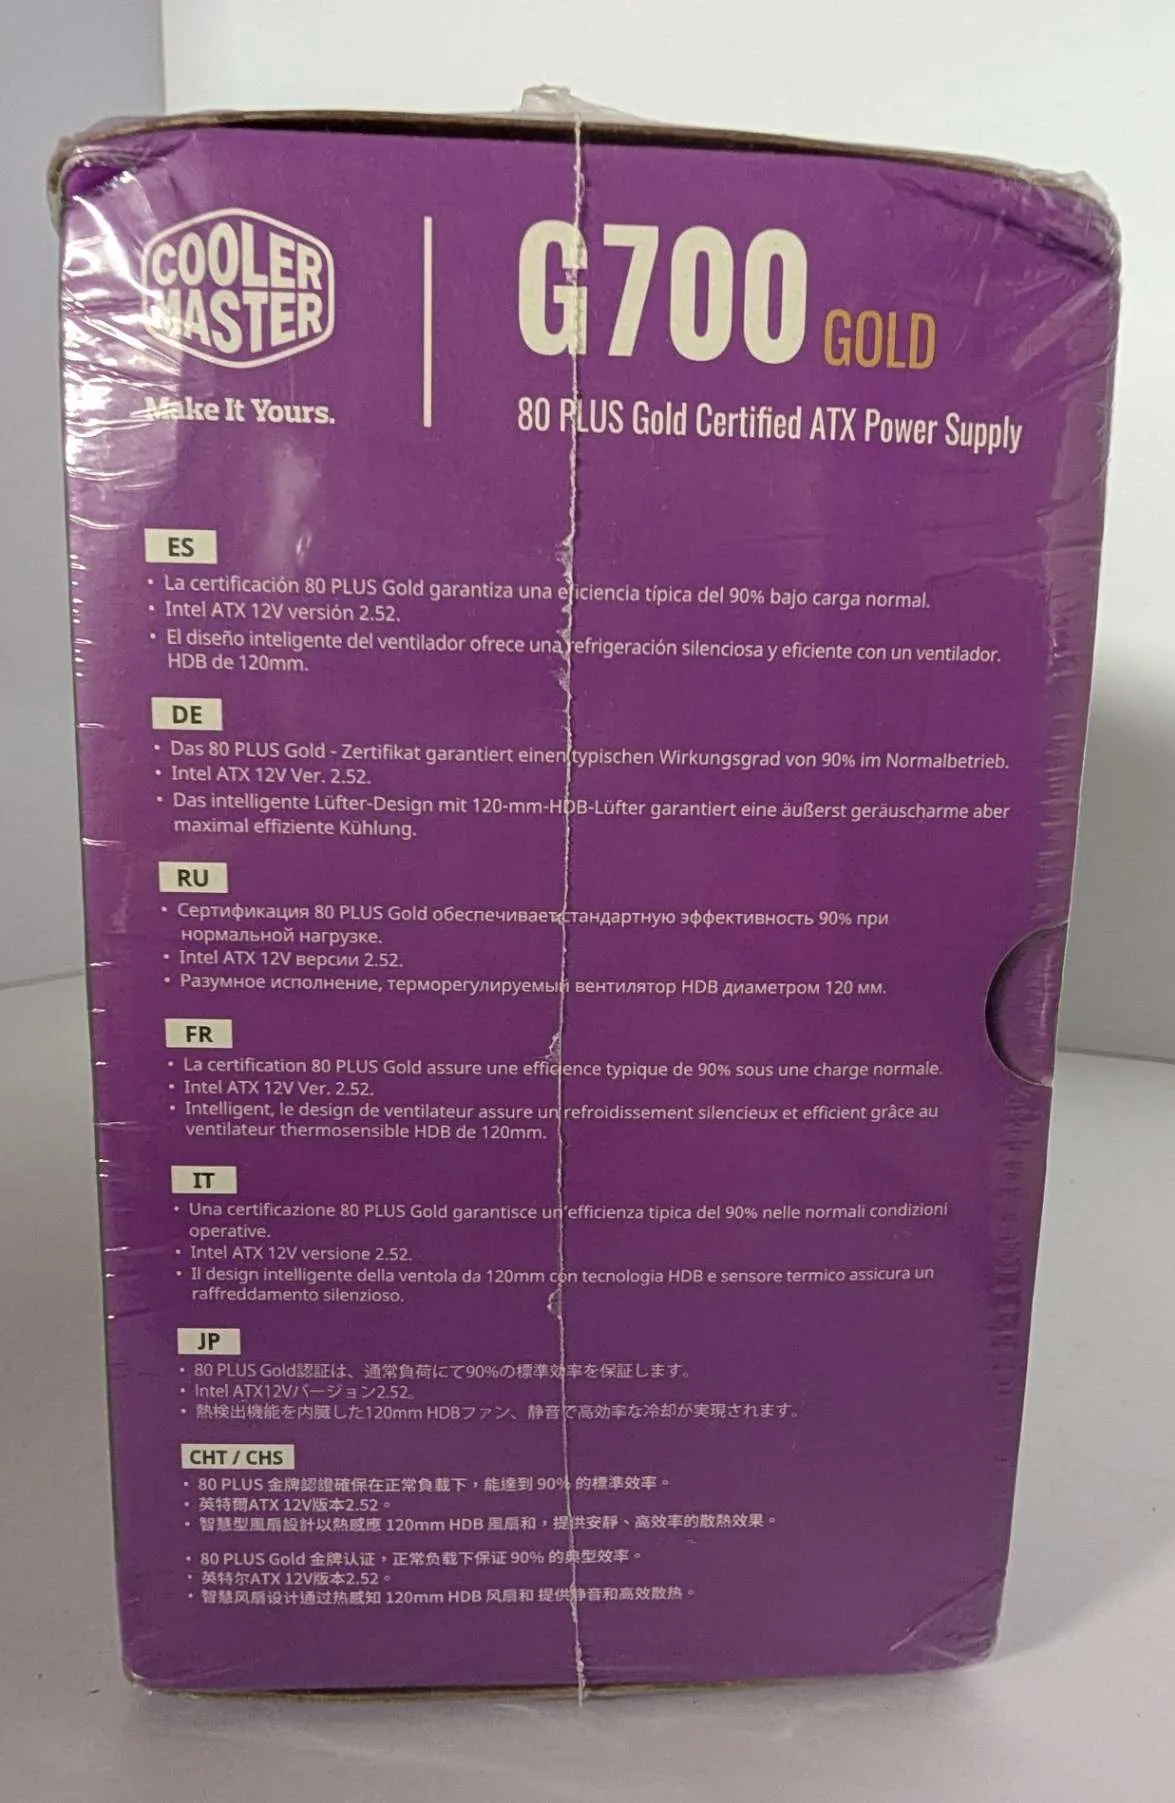 COOLER
MASTER
Make It Yours.
G700 GOLD
80 PLUS Gold Certified ATX Power Supply
ES
• La certificación 80 PLUS Gold garantiza una eficiencia típica del 90% bajo carga normal.
• Intel ATX 12V versión 2.52.
• El diseño inteligente del ventilador ofrece una refrigeración silenciosa y eficiente con un ventilador.
HDB de 120mm.
DE
• Das 80 PLUS Gold - Zertifikat garantiert einen typischen Wirkungsgrad von 90% im Normalbetrieb.
• Intel ATX 12V Ver. 2.52.
• Das intelligente Lüfter-Design mit 120-mm-HDB-Lüfter garantiert eine äußerst geräuscharme aber
maximal effiziente Kühlung.
RU
• Сертификация 80 PLUS Gold обеспечивает стандартную эффективность 90% при
нормальной нагрузке.
• Intel ATX 12V версии 2.52.
• Разумное исполнение, терморегулируемый вентилятор HDB диаметром 120 мм.
FR
• La certification 80 PLUS Gold assure une efficience typique de 90% sous une charge normale.
• Intel ATX 12V Ver. 2.52.
• Intelligent, le design de ventilateur assure un refroidissement silencieux et efficient grâce au
ventilateur thermosensible HDB de 120mm.
IT
• Una certificazione 80 PLUS Gold garantisce un'efficienza tipica del 90% nelle normali condizioni
operative.
• Intel ATX 12V versione 2.52.
• Il design intelligente della ventola da 120mm con tecnologia HDB e sensore termico assicura un
raffreddamento silenzioso.
JP
• 80 PLUS Gold認証は、通常負荷にて90%の標準効率を保証します。
• Intel ATX12Vバージョン2.52。
• 熱検出機能を内臓した120mm HDBファン、静音で高効率な冷却が実現されます。
CHT / CHS
• 80 PLUS 金牌認證確保在正常負載下，能達到 90% 的標準效率。
• 英特爾ATX 12V版本2.52。
• 智慧型風扇設計以熱感應 120mm HDB 風扇和，提供安靜、高效率的散熱效果。
• 80 PLUS Gold 金牌认证，正常负载下保证 90% 的典型效率。
• 英特尔ATX 12V版本2.52。
• 智慧风扇设计通过热感知 120mm HDB 风扇和 提供静音和高效散热。